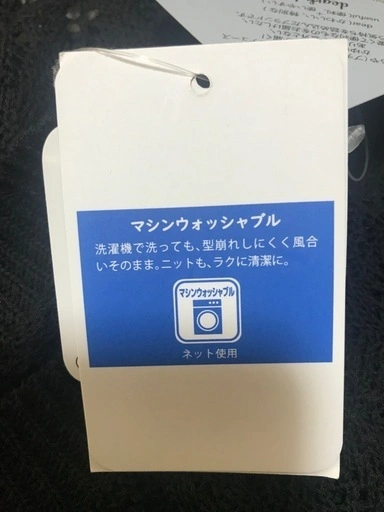 マシンウォッシャブル
洗濯機で洗っても、型崩れしにくく風合
いそのまま。ニットも、ラクに清潔に。
マシンウォッシャブル
ネット使用